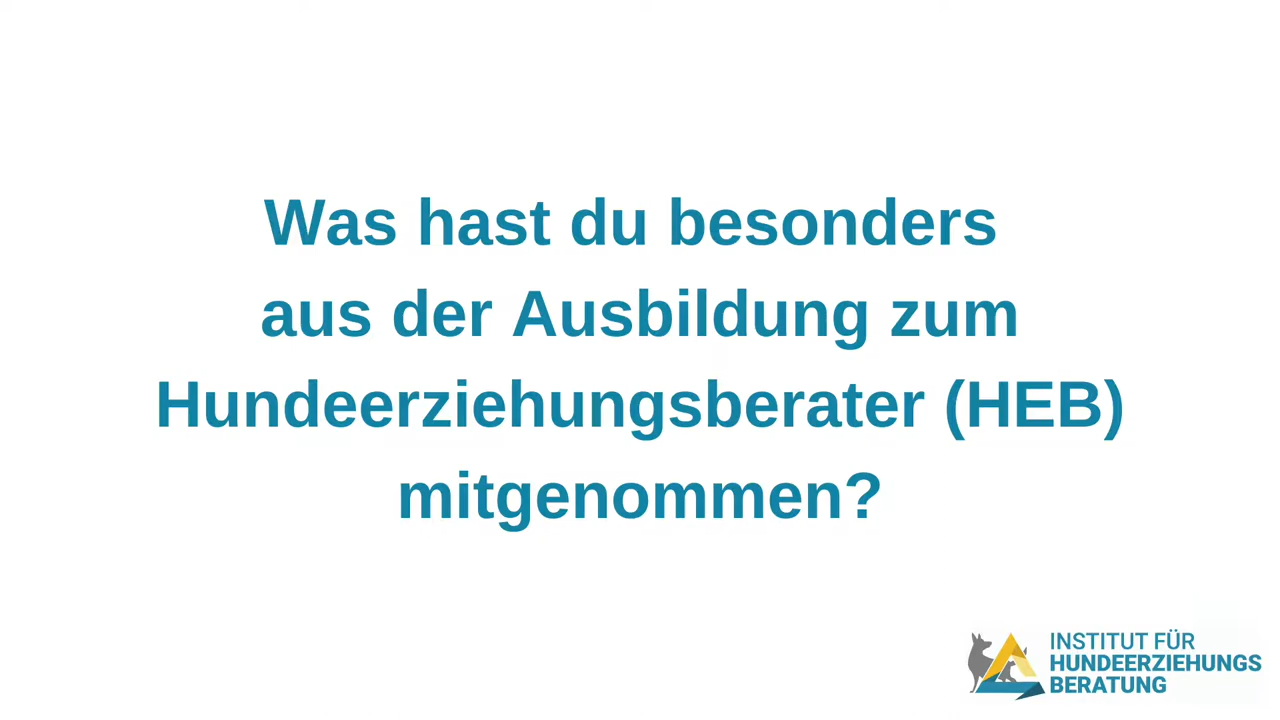 Was hast du besonders
aus der Ausbildung zum
Hundeerziehungsberater (HEB)
mitgenommen?
INSTITUT FÜR
HUNDEERZIEHUNGS
BERATUNG